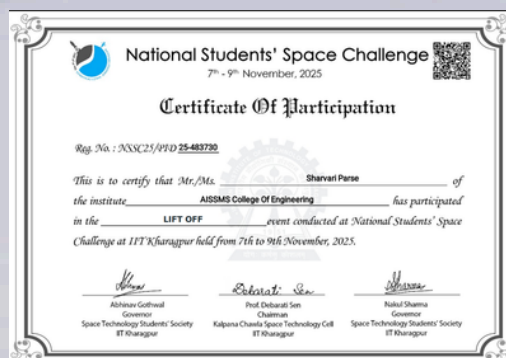 National Students' Space Challenge
7th - 9th November, 2025
Certificate Of Participation
Reg. No. : NSSC25/PID 25-483730
This is to certify that Mr./Ms. Sharvari Parse of
the institute AISSMS College Of Engineering has participated
in the LIFT OFF event conducted at National Students' Space
Challenge at IIT Kharagpur held from 7th to 9th November, 2025.
Debarati Sen
Abhinav Gothwal
Governor
Space Technology Students' Society
IIT Kharagpur
Prof. Debarati Sen
Chairman
Kalpana Chawla Space Technology Cell
IIT Kharagpur
Nakul Sharma
Governor
Space Technology Students' Society
IIT Kharagpur